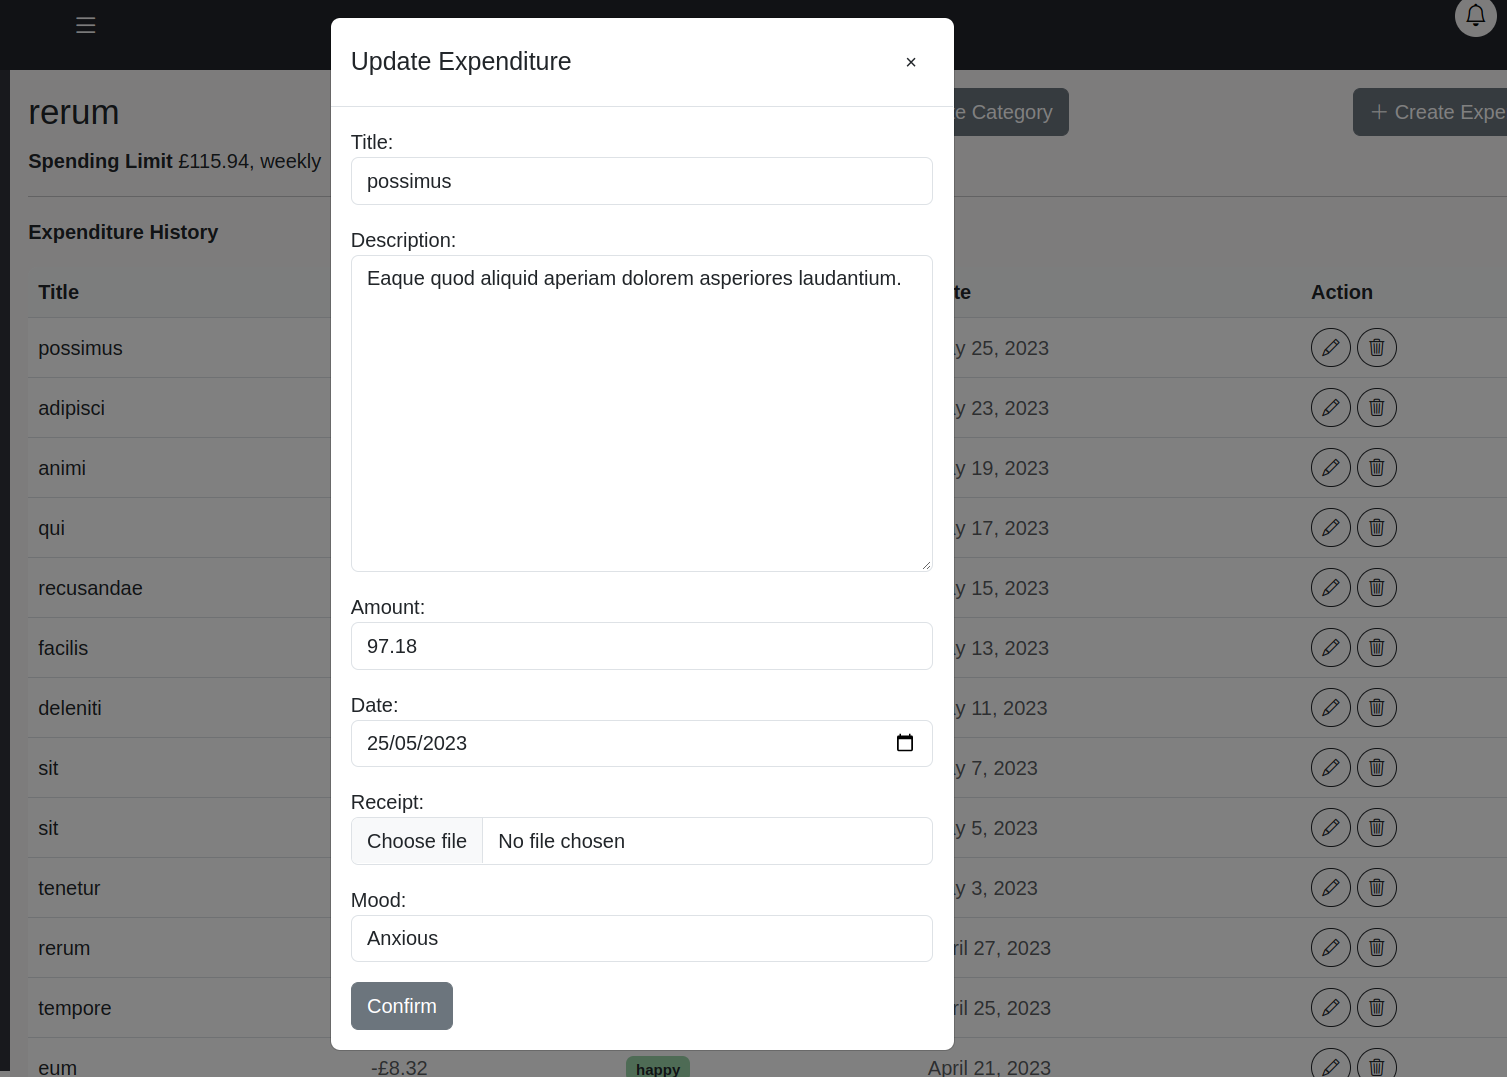 Update Expenditure
×
rerum
Category
Create Expe
Spending Limit £115.94, weekly
Expenditure History
Title:
possimus
Description:
Eaque quod aliquid aperiam dolorem asperiores laudantium.
Amount:
97.18
Date:
25/05/2023
Receipt:
Choose file No file chosen
Mood:
Anxious
Confirm
Title te Action
possimus y 25, 2023
adipisci y 23, 2023
animi y 19, 2023
qui y 17, 2023
recusandae y 15, 2023
facilis y 13, 2023
deleniti y 11, 2023
sit y 7, 2023
sit y 5, 2023
tenetur y 3, 2023
rerum ril 27, 2023
tempore ril 25, 2023
eum -£8.32 happy April 21, 2023